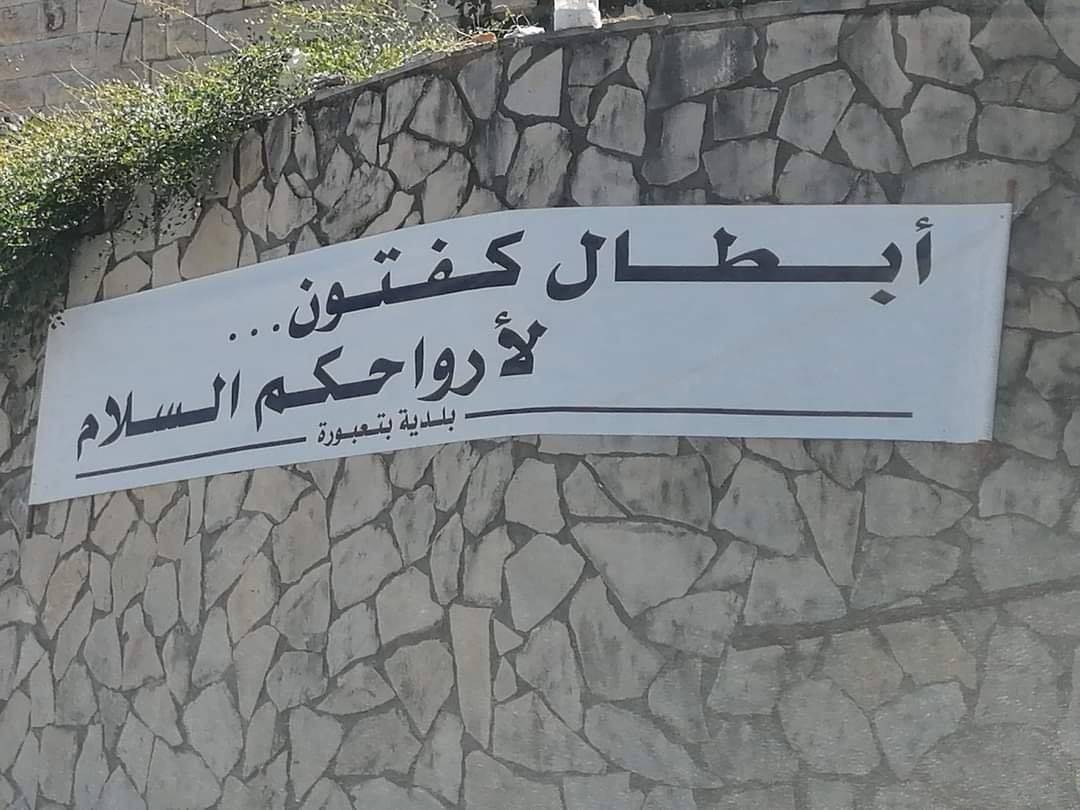 أبطال كفتون...
لأرواحكم السلام
بلدية بتعبورة